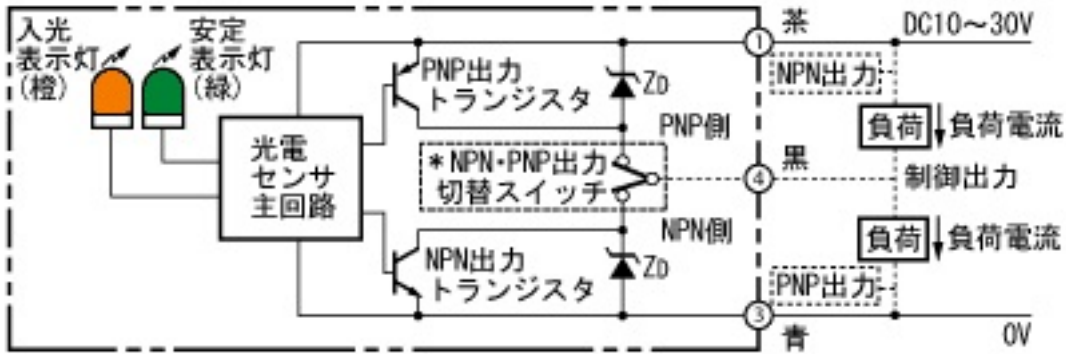 入光
表示灯
(橙)
安定
表示灯
(緑)
光電
センサ
主回路
PNP出力
トランジスタ
ZD
PNP側
*NPN・PNP出力
切替スイッチ
NPN側
NPN出力
トランジスタ
ZD
1
茶
DC10～30V
NPN出力
負荷
負荷電流
4
黒
制御出力
負荷
負荷電流
PNP出力
3
青
0V